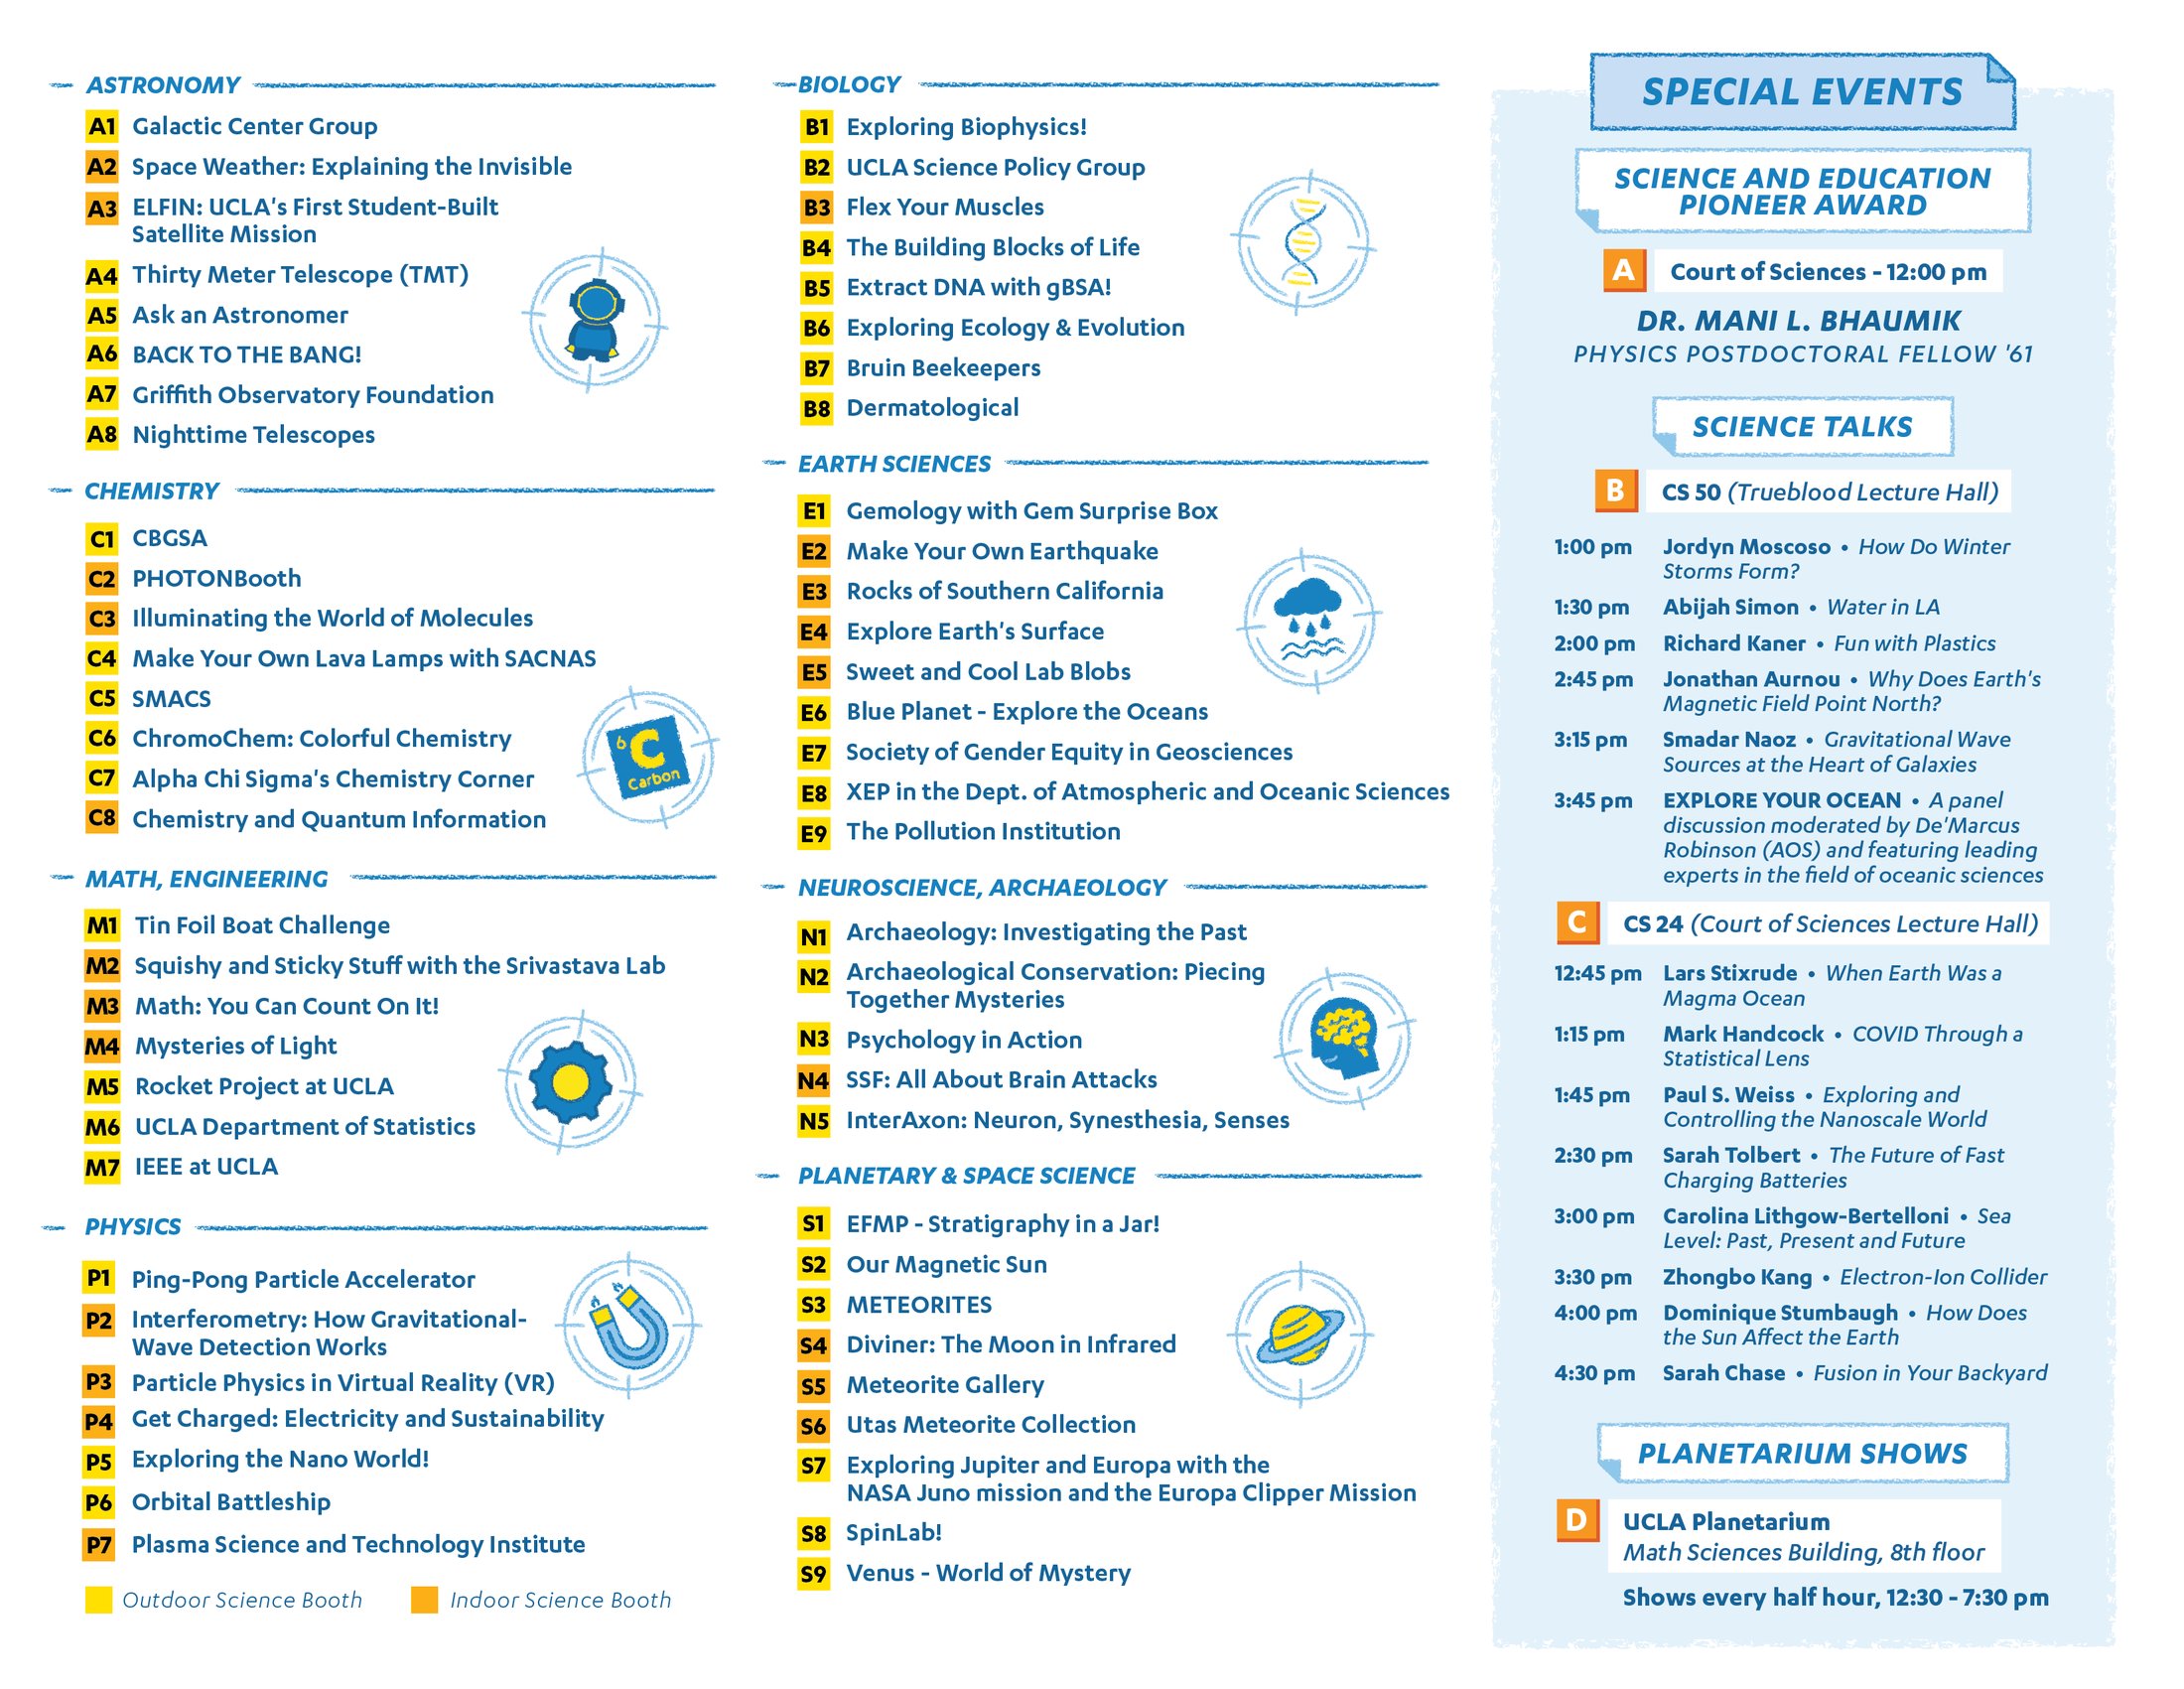 ASTRONOMY
A1 Galactic Center Group
A2 Space Weather: Explaining the Invisible
A3 ELFIN: UCLA's First Student-Built
Satellite Mission
A4 Thirty Meter Telescope (TMT)
A5 Ask an Astronomer
A6 BACK TO THE BANG!
A7 Griffith Observatory Foundation
A8 Nighttime Telescopes
CHEMISTRY
C1 CBGSA
C2 PHOTONBooth
C3 Illuminating the World of Molecules
C4 Make Your Own Lava Lamps with SACNAS
C5 SMACS
C6 ChromoChem: Colorful Chemistry
C7 Alpha Chi Sigma's Chemistry Corner
C8 Chemistry and Quantum Information
6 C
Carbon
MATH, ENGINEERING
M1 Tin Foil Boat Challenge
M2 Squishy and Sticky Stuff with the Srivastava Lab
M3 Math: You Can Count On It!
M4 Mysteries of Light
M5 Rocket Project at UCLA
M6 UCLA Department of Statistics
M7 IEEE at UCLA
PHYSICS
P1 Ping-Pong Particle Accelerator
P2 Interferometry: How Gravitational-
Wave Detection Works
P3 Particle Physics in Virtual Reality (VR)
P4 Get Charged: Electricity and Sustainability
P5 Exploring the Nano World!
P6 Orbital Battleship
P7 Plasma Science and Technology Institute
Outdoor Science Booth
Indoor Science Booth
BIOLOGY
B1 Exploring Biophysics!
B2 UCLA Science Policy Group
B3 Flex Your Muscles
B4 The Building Blocks of Life
B5 Extract DNA with gBSA!
B6 Exploring Ecology & Evolution
B7 Bruin Beekeepers
B8 Dermatological
EARTH SCIENCES
E1 Gemology with Gem Surprise Box
E2 Make Your Own Earthquake
E3 Rocks of Southern California
E4 Explore Earth's Surface
E5 Sweet and Cool Lab Blobs
E6 Blue Planet - Explore the Oceans
E7 Society of Gender Equity in Geosciences
E8 XEP in the Dept. of Atmospheric and Oceanic Sciences
E9 The Pollution Institution
NEUROSCIENCE, ARCHAEOLOGY
N1 Archaeology: Investigating the Past
N2 Archaeological Conservation: Piecing
Together Mysteries
N3 Psychology in Action
N4 SSF: All About Brain Attacks
N5 InterAxon: Neuron, Synesthesia, Senses
PLANETARY & SPACE SCIENCE
S1 EFMP - Stratigraphy in a Jar!
S2 Our Magnetic Sun
S3 METEORITES
S4 Diviner: The Moon in Infrared
S5 Meteorite Gallery
S6 Utas Meteorite Collection
S7 Exploring Jupiter and Europa with the
NASA Juno mission and the Europa Clipper Mission
S8 SpinLab!
S9 Venus - World of Mystery
SPECIAL EVENTS
SCIENCE AND EDUCATION
PIONEER AWARD
A Court of Sciences - 12:00 pm
DR. MANI L. BHAUMIK
PHYSICS POSTDOCTORAL FELLOW '61
SCIENCE TALKS
B CS 50 (Trueblood Lecture Hall)
1:00 pm Jordyn Moscoso • How Do Winter
Storms Form?
1:30 pm Abijah Simon • Water in LA
2:00 pm Richard Kaner • Fun with Plastics
2:45 pm Jonathan Aurnou • Why Does Earth's
Magnetic Field Point North?
3:15 pm Smadar Naoz • Gravitational Wave
Sources at the Heart of Galaxies
3:45 pm EXPLORE YOUR OCEAN • A panel
discussion moderated by De'Marcus
Robinson (AOS) and featuring leading
experts in the field of oceanic sciences
C CS 24 (Court of Sciences Lecture Hall)
12:45 pm Lars Stixrude • When Earth Was a
Magma Ocean
1:15 pm Mark Handcock • COVID Through a
Statistical Lens
1:45 pm Paul S. Weiss • Exploring and
Controlling the Nanoscale World
2:30 pm Sarah Tolbert • The Future of Fast
Charging Batteries
3:00 pm Carolina Lithgow-Bertelloni • Sea
Level: Past, Present and Future
3:30 pm Zhongbo Kang • Electron-Ion Collider
4:00 pm Dominique Stumbaugh • How Does
the Sun Affect the Earth
4:30 pm Sarah Chase • Fusion in Your Backyard
PLANETARIUM SHOWS
D UCLA Planetarium
Math Sciences Building, 8th floor
Shows every half hour, 12:30 - 7:30 pm